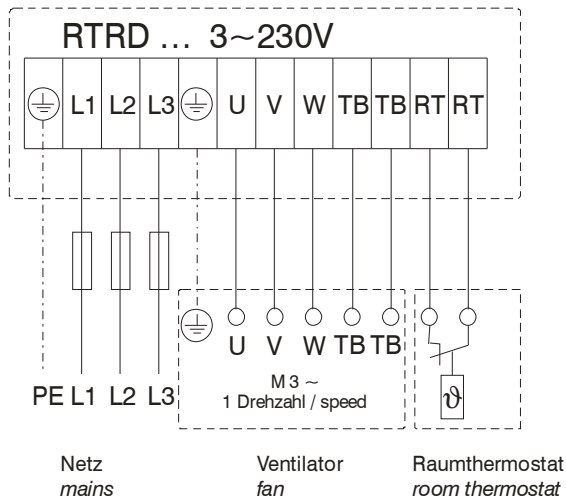 RTRD ... 3~230V
L1 L2 L3 U V W TB TB RT RT
U V W TB TB
M 3 ~
1 Drehzahl / speed
ϑ
PE L1 L2 L3
Netz Ventilator Raumthermostat
mains fan room thermostat